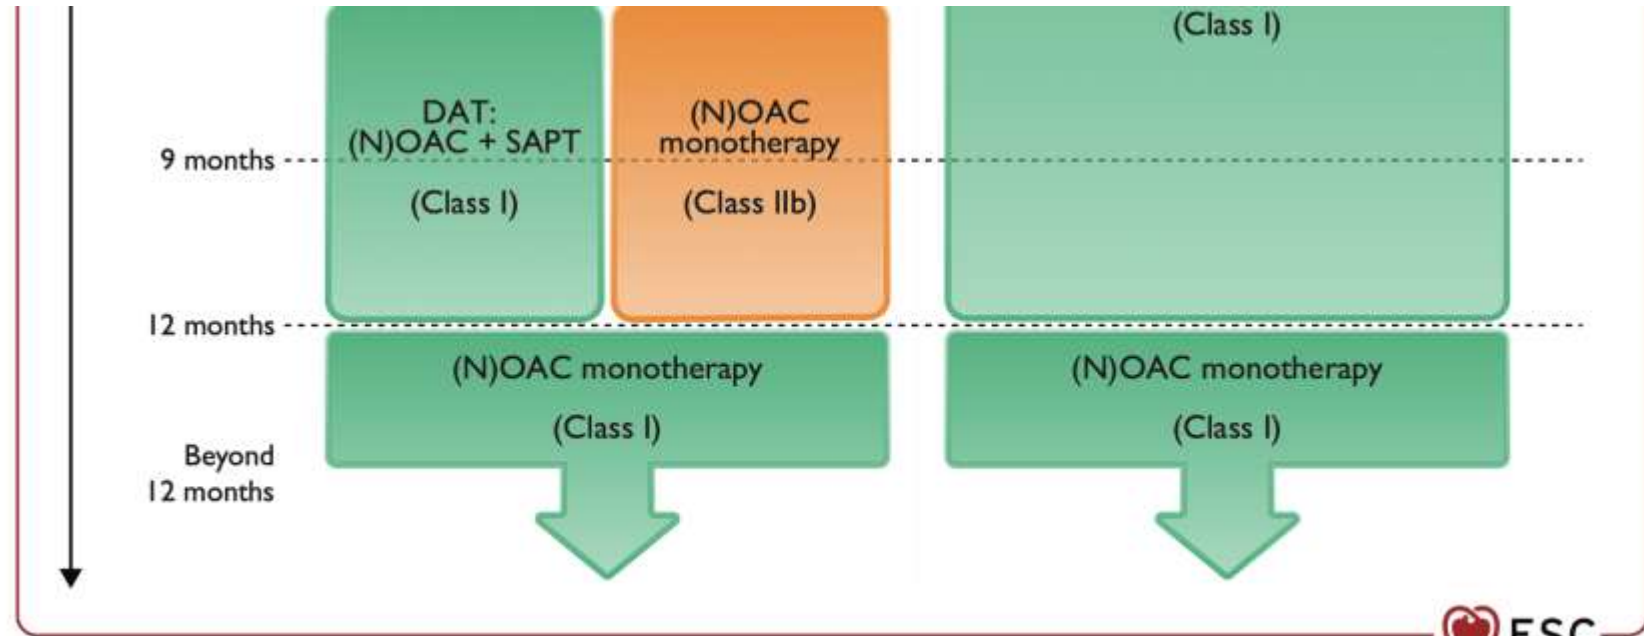 (Class I)
DAT:
(N)OAC + SAPT
(Class I)
(N)OAC
monotherapy
(Class IIb)
9 months
12 months
(N)OAC monotherapy
(Class I)
(N)OAC monotherapy
(Class I)
Beyond
12 months
ESC